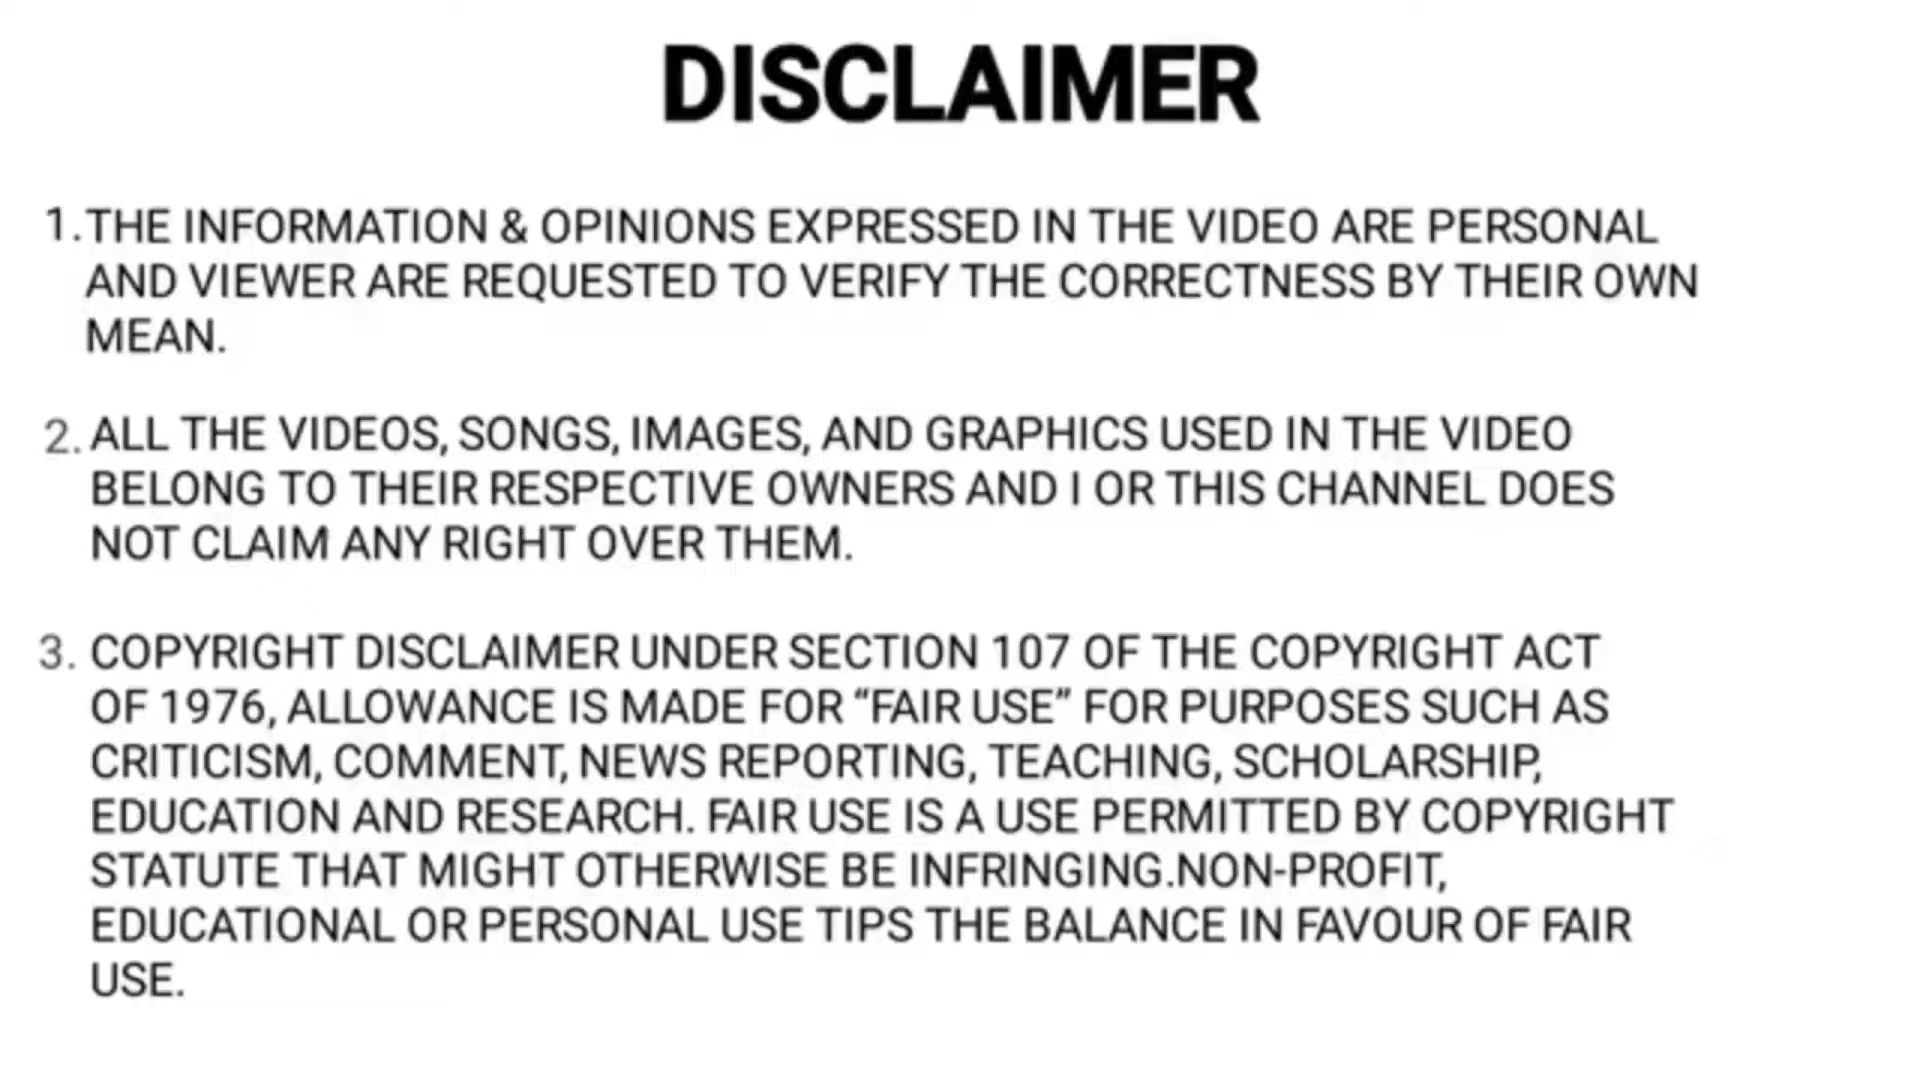 DISCLAIMER
1. THE INFORMATION & OPINIONS EXPRESSED IN THE VIDEO ARE PERSONAL
AND VIEWER ARE REQUESTED TO VERIFY THE CORRECTNESS BY THEIR OWN
MEAN.
2. ALL THE VIDEOS, SONGS, IMAGES, AND GRAPHICS USED IN THE VIDEO
BELONG TO THEIR RESPECTIVE OWNERS AND I OR THIS CHANNEL DOES
NOT CLAIM ANY RIGHT OVER THEM.
3. COPYRIGHT DISCLAIMER UNDER SECTION 107 OF THE COPYRIGHT ACT
OF 1976, ALLOWANCE IS MADE FOR “FAIR USE” FOR PURPOSES SUCH AS
CRITICISM, COMMENT, NEWS REPORTING, TEACHING, SCHOLARSHIP,
EDUCATION AND RESEARCH. FAIR USE IS A USE PERMITTED BY COPYRIGHT
STATUTE THAT MIGHT OTHERWISE BE INFRINGING.NON-PROFIT,
EDUCATIONAL OR PERSONAL USE TIPS THE BALANCE IN FAVOUR OF FAIR
USE.